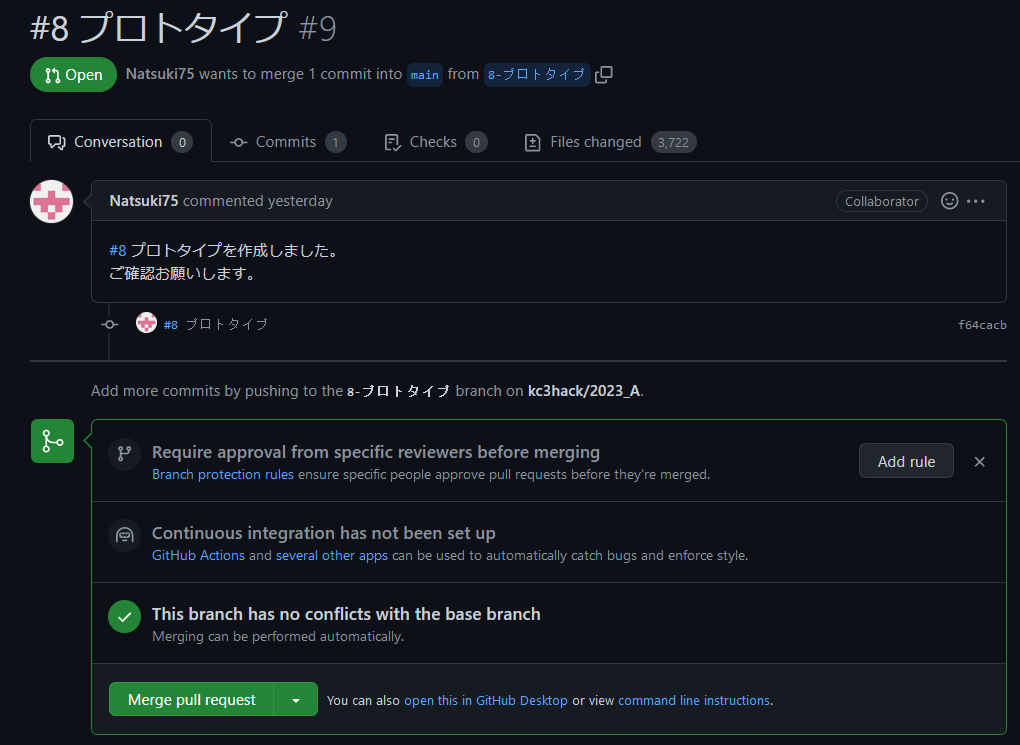 #8 プロトタイプ #9
Open Natsuki75 wants to merge 1 commit into main from 8-プロトタイプ
Conversation 0 Commits 1 Checks 0 Files changed 3,722
Natsuki75 commented yesterday Collaborator
#8 プロトタイプを作成しました。
ご確認お願いします。
#8 プロトタイプ f64cacb
Add more commits by pushing to the 8-プロトタイプ branch on kc3hack/2023_A.
Require approval from specific reviewers before merging
Branch protection rules ensure specific people approve pull requests before they're merged.
Add rule
Continuous integration has not been set up
GitHub Actions and several other apps can be used to automatically catch bugs and enforce style.
This branch has no conflicts with the base branch
Merging can be performed automatically.
Merge pull request You can also open this in GitHub Desktop or view command line instructions.